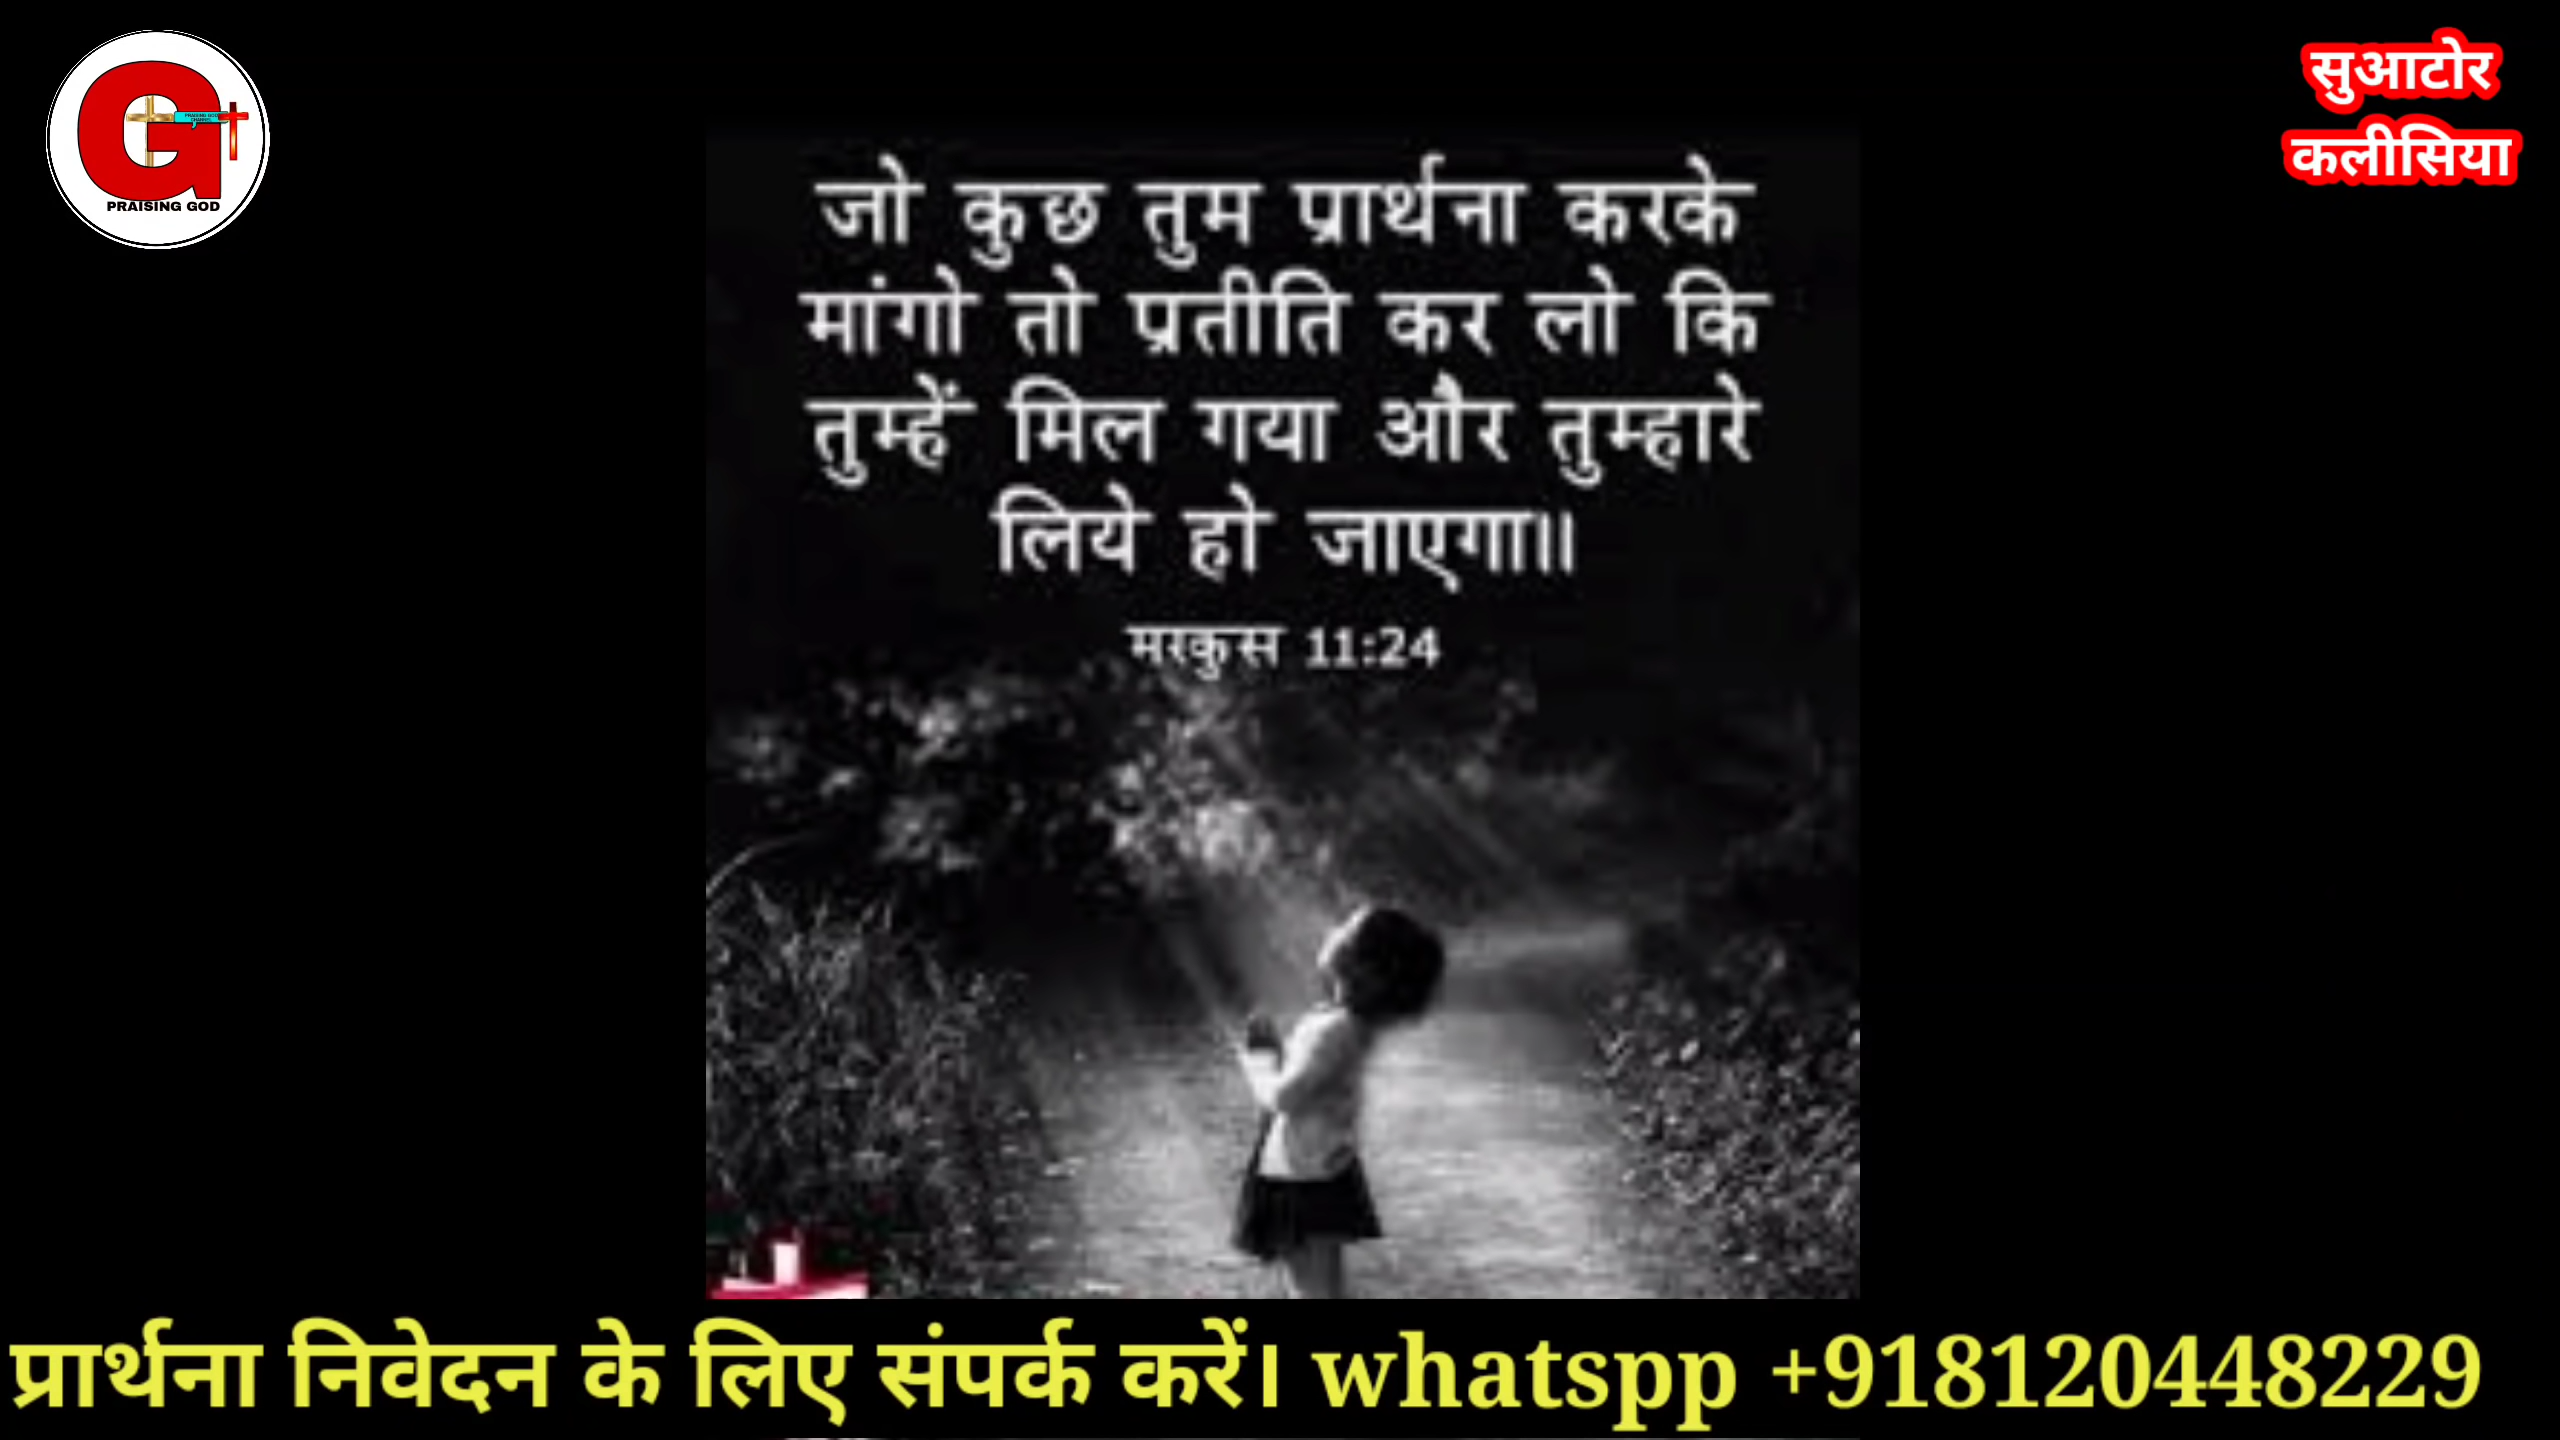 PRAISING GOD
सुआटोर
कलीसिया
जो कुछ तुम प्रार्थना करके
मांगो तो प्रतीति कर लो कि
तुम्हें मिल गया और तुम्हारे
लिये हो जाएगा॥
मरकुस 11:24
प्रार्थना निवेदन के लिए संपर्क करें। whatspp +918120448229